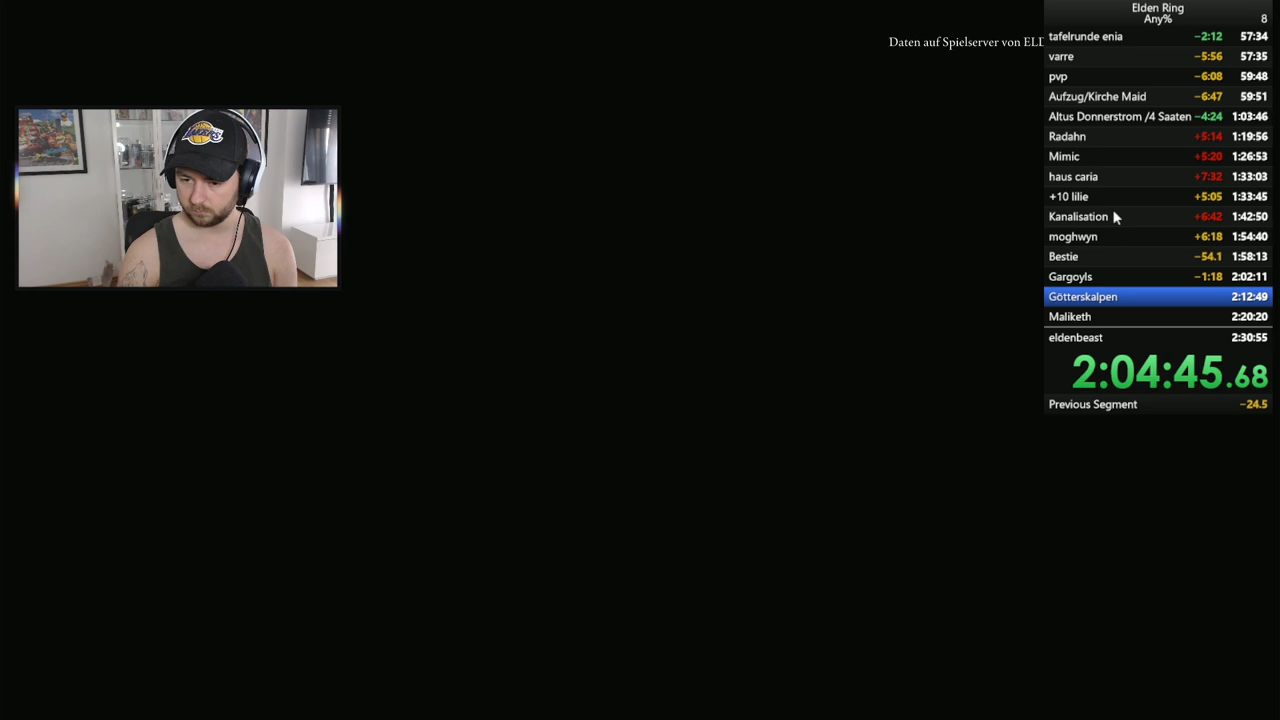 Elden Ring
Any% 8
Daten auf Spielserver von ELD
tafelrunde enia −2:12 57:34
varre −5:56 57:35
pvp −6:08 59:48
Aufzug/Kirche Maid −6:47 59:51
Altus Donnerstrom /4 Saaten −4:24 1:03:46
Radahn +5:14 1:19:56
Mimic +5:20 1:26:53
haus caria +7:32 1:33:03
+10 lilie +5:05 1:33:45
Kanalisation +6:42 1:42:50
moghwyn +6:18 1:54:40
Bestie −54.1 1:58:13
Gargoyls −1:18 2:02:11
Götterskalpen 2:12:49
Maliketh 2:20:20
eldenbeast 2:30:55
2:04:45.68
Previous Segment −24.5
LAKERS